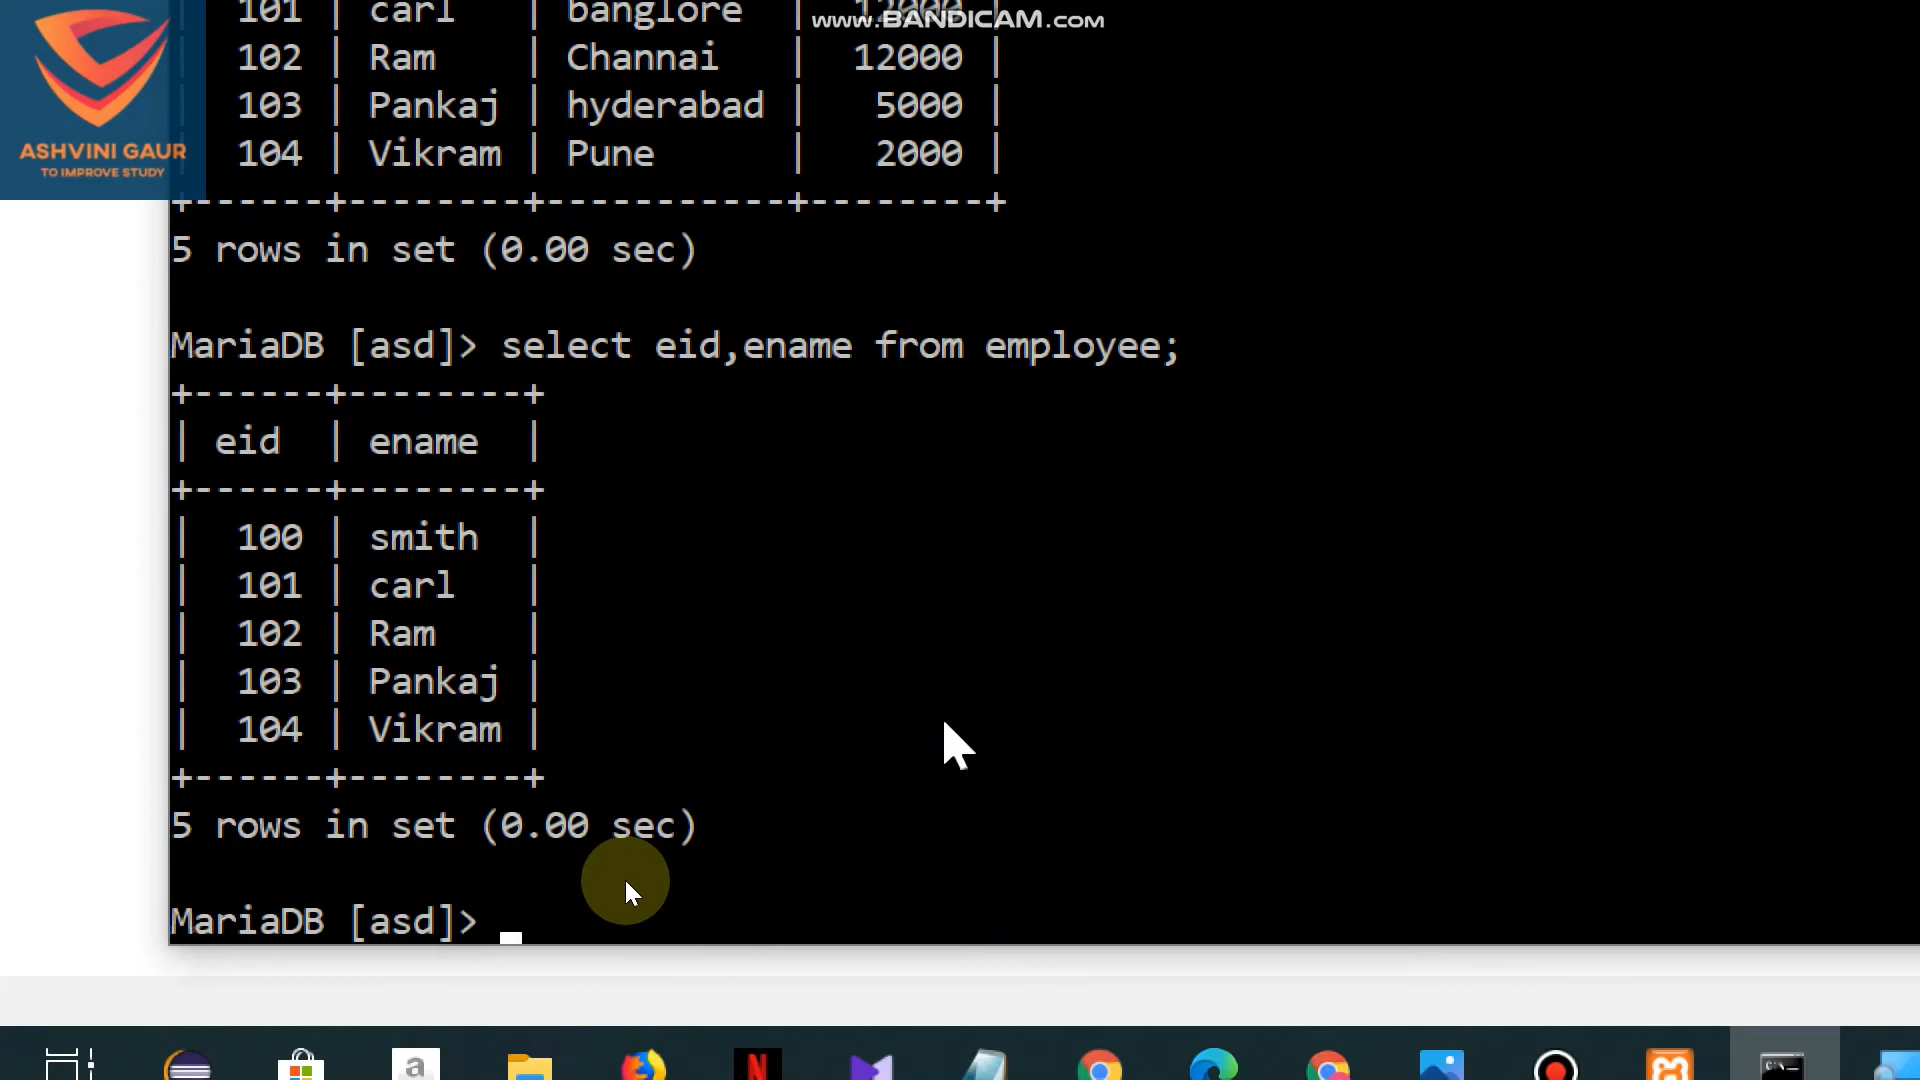 101 | carl | banglore | 12000
www.BANDICAM.com
| 102 | Ram | Channai | 12000 |
| 103 | Pankaj | hyderabad | 5000 |
| 104 | Vikram | Pune | 2000 |
ASHVINI GAUR
TO IMPROVE STUDY
+------+--------+-----------+--------+
5 rows in set (0.00 sec)
MariaDB [asd]> select eid,ename from employee;
+------+--------+
| eid | ename |
+------+--------+
| 100 | smith |
| 101 | carl |
| 102 | Ram |
| 103 | Pankaj |
| 104 | Vikram |
+------+--------+
5 rows in set (0.00 sec)
MariaDB [asd]>